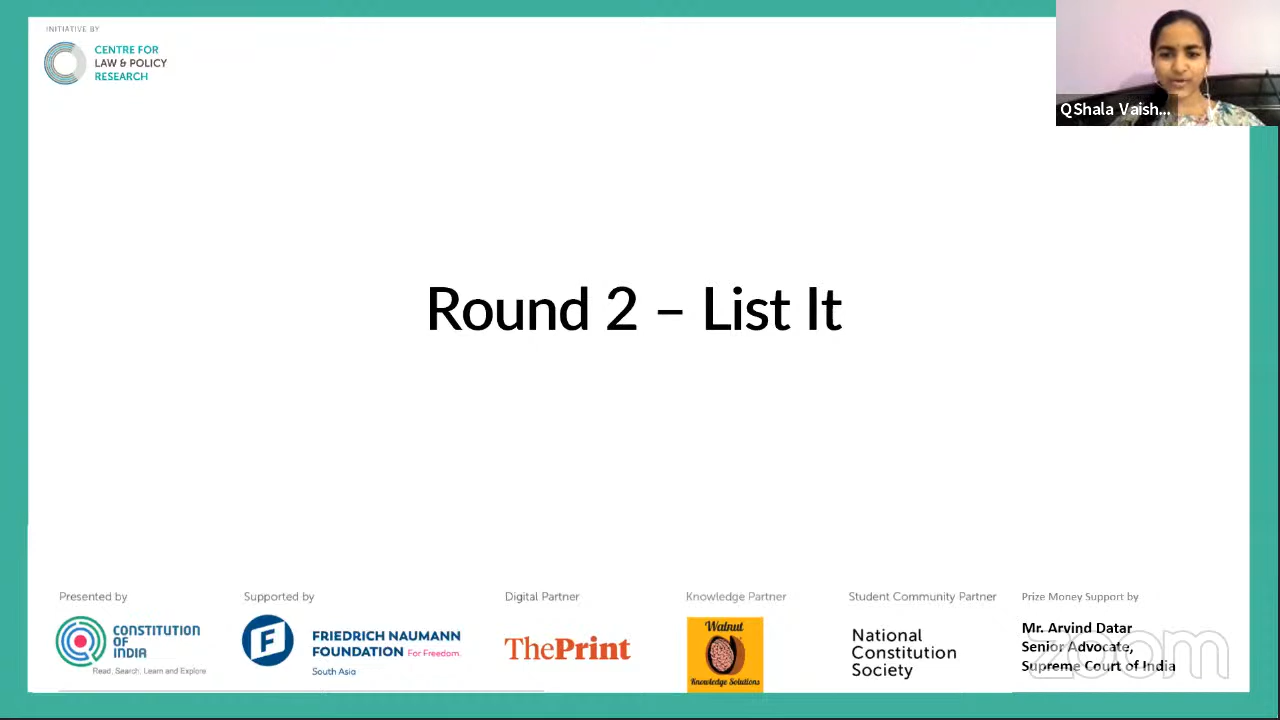 INITIATIVE BY
CENTRE FOR
LAW & POLICY
RESEARCH
QShala Vaish...
Round 2 – List It
Presented by
CONSTITUTION
OF
INDIA
Read, Search, Learn and Explore
Supported by
F
FRIEDRICH NAUMANN
FOUNDATION For Freedom.
South Asia
Digital Partner
ThePrint
Knowledge Partner
Walnut
Knowledge Solutions
Student Community Partner
National
Constitution
Society
Prize Money Support by
Mr. Arvind Datar
Senior Advocate,
Supreme Court of India
zoom